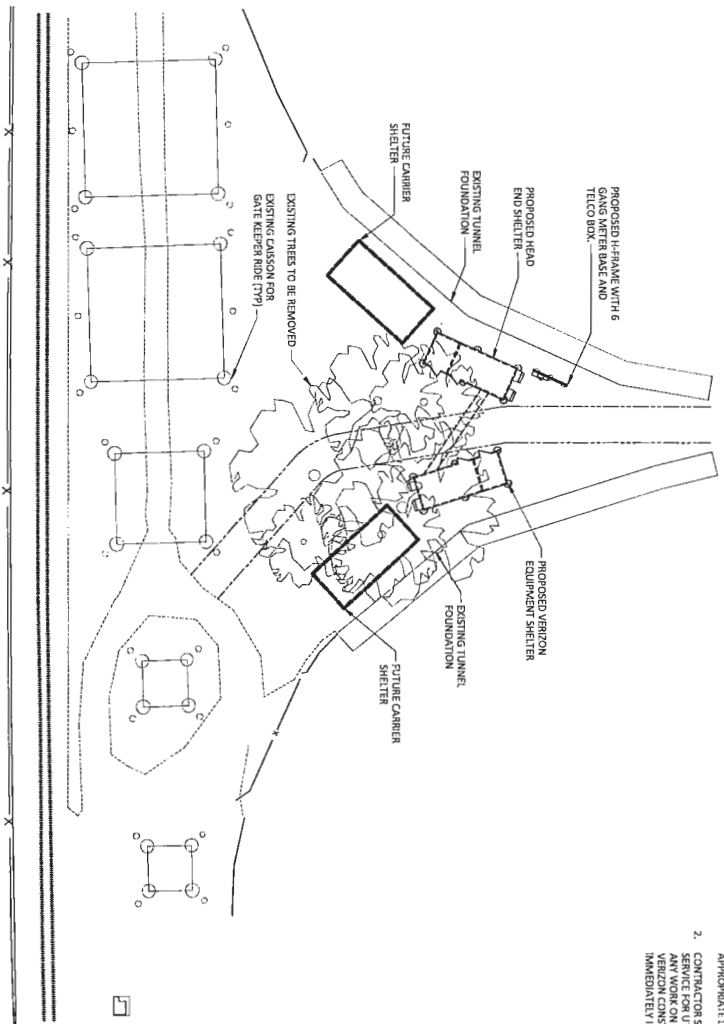 PROPOSED H-FRAME WITH 6
GANG METER BASE AND
TELCO BOX.
PROPOSED HEAD
END SHELTER
EXISTING TUNNEL
FOUNDATION
FUTURE CARRIER
SHELTER
EXISTING TREES TO BE REMOVED
EXISTING CAISSON FOR
GATE KEEPER RIDE (TYP)
PROPOSED VERIZON
EQUIPMENT SHELTER
EXISTING TUNNEL
FOUNDATION
FUTURE CARRIER
SHELTER
APPROPRIATE
2. CONTRACTOR
SERVICE FOR
ANY WORK ON
VERIZON
IMMEDIATELY